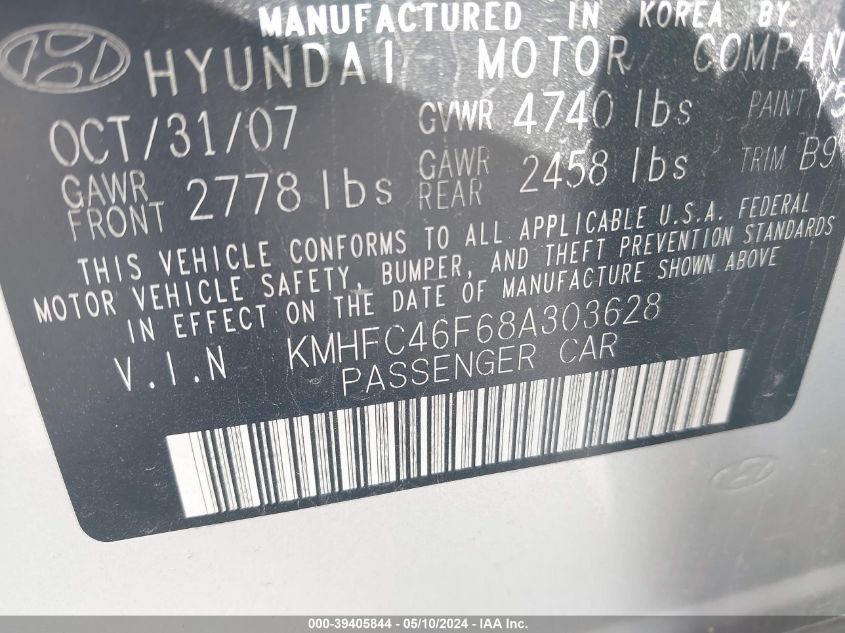 MANUFACTURED IN KOREA BY.
HYUNDAI MOTOR COMPAN
OCT/31/07 GVWR 4740 lbs PAINT Y5
GAWR FRONT 2778 lbs GAWR REAR 2458 lbs TRIM B9
THIS VEHICLE CONFORMS TO ALL APPLICABLE U.S.A. FEDERAL
MOTOR VEHICLE SAFETY, BUMPER, AND THEFT PREVENTION STANDARDS
IN EFFECT ON THE DATE OF MANUFACTURE SHOWN ABOVE
V.I.N KMHFC46F68A303628
PASSENGER CAR
000-39405844 - 05/10/2024 - IAA Inc.